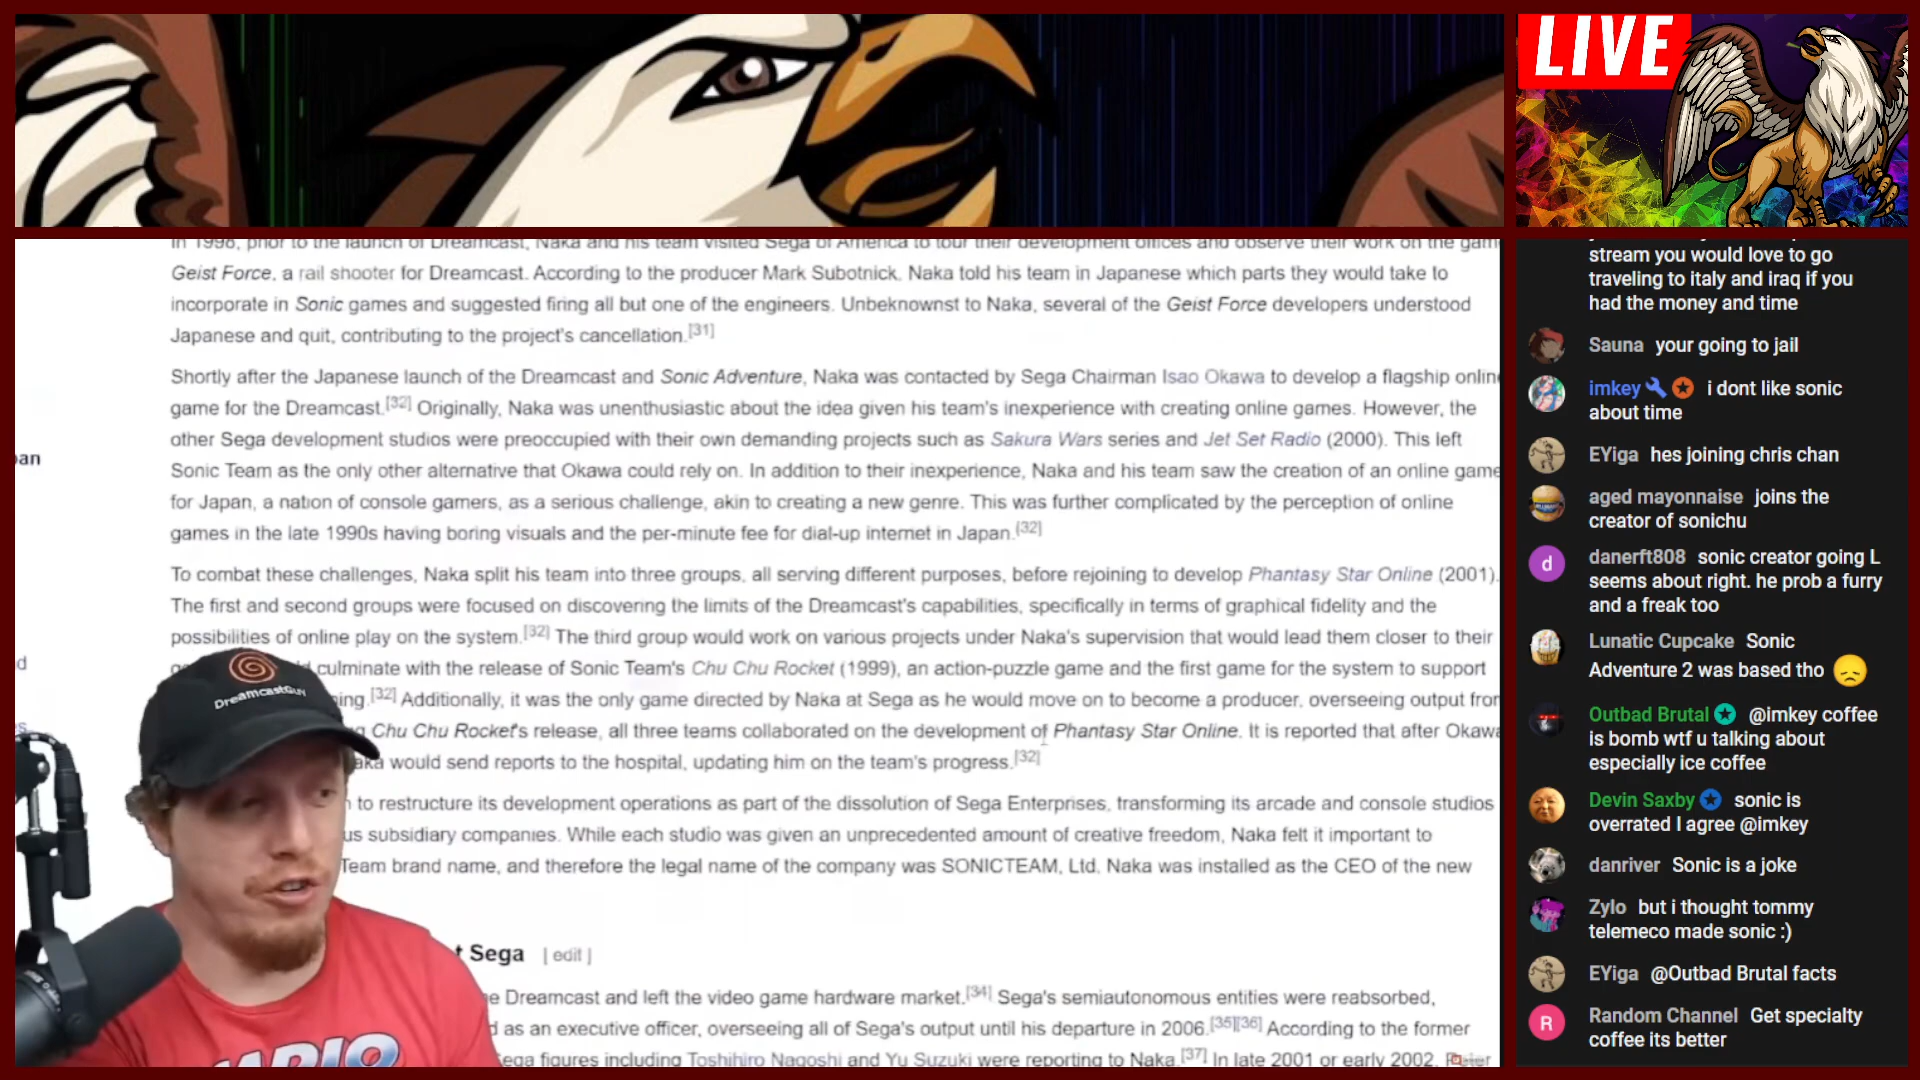 LIVE
In 1998, prior to the launch of Dreamcast, Naka and his team visited Sega of America to tour their development offices and observe their work on the gam
Geist Force, a rail shooter for Dreamcast. According to the producer Mark Subotnick, Naka told his team in Japanese which parts they would take to
incorporate in Sonic games and suggested firing all but one of the engineers. Unbeknownst to Naka, several of the Geist Force developers understood
Japanese and quit, contributing to the project's cancellation.[31]
Shortly after the Japanese launch of the Dreamcast and Sonic Adventure, Naka was contacted by Sega Chairman Isao Okawa to develop a flagship onlin
game for the Dreamcast.[32] Originally, Naka was unenthusiastic about the idea given his team's inexperience with creating online games. However, the
other Sega development studios were preoccupied with their own demanding projects such as Sakura Wars series and Jet Set Radio (2000). This left
Sonic Team as the only other alternative that Okawa could rely on. In addition to their inexperience, Naka and his team saw the creation of an online game
for Japan, a nation of console gamers, as a serious challenge, akin to creating a new genre. This was further complicated by the perception of online
games in the late 1990s having boring visuals and the per-minute fee for dial-up internet in Japan.[32]
To combat these challenges, Naka split his team into three groups, all serving different purposes, before rejoining to develop Phantasy Star Online (2001).
The first and second groups were focused on discovering the limits of the Dreamcast's capabilities, specifically in terms of graphical fidelity and the
possibilities of online play on the system.[32] The third group would work on various projects under Naka's supervision that would lead them closer to their
culminate with the release of Sonic Team's Chu Chu Rocket (1999), an action-puzzle game and the first game for the system to support
ing.[32] Additionally, it was the only game directed by Naka at Sega as he would move on to become a producer, overseeing output fror
Chu Chu Rocket's release, all three teams collaborated on the development of Phantasy Star Online. It is reported that after Okawa
aka would send reports to the hospital, updating him on the team's progress.[32]
to restructure its development operations as part of the dissolution of Sega Enterprises, transforming its arcade and console studios
us subsidiary companies. While each studio was given an unprecedented amount of creative freedom, Naka felt it important to
Team brand name, and therefore the legal name of the company was SONICTEAM, Ltd. Naka was installed as the CEO of the new
t Sega [ edit ]
e Dreamcast and left the video game hardware market.[34] Sega's semiautonomous entities were reabsorbed,
d as an executive officer, overseeing all of Sega's output until his departure in 2006.[35][36] According to the former
ega figures including Toshihiro Nagoshi and Yu Suzuki were reporting to Naka.[37] In late 2001 or early 2002,
pan
d
s
DreamcastGuy
stream you would love to go
traveling to italy and iraq if you
had the money and time
Sauna your going to jail
imkey i dont like sonic
about time
EYiga hes joining chris chan
aged mayonnaise joins the
creator of sonichu
d
danerft808 sonic creator going L
seems about right. he prob a furry
and a freak too
Lunatic Cupcake Sonic
Adventure 2 was based tho 😞
Outbad Brutal @imkey coffee
is bomb wtf u talking about
especially ice coffee
Devin Saxby sonic is
overrated I agree @imkey
danriver Sonic is a joke
Zylo but i thought tommy
telemeco made sonic :)
EYiga @Outbad Brutal facts
R
Random Channel Get specialty
coffee its better